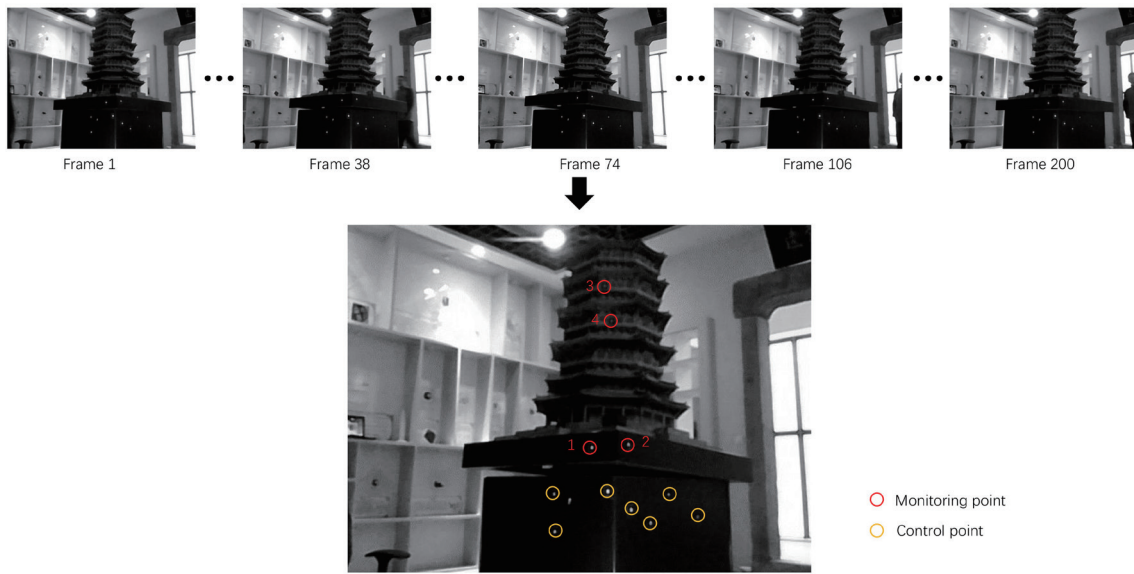 Frame 1
Frame 38
Frame 74
Frame 106
Frame 200
3
4
1
2
Monitoring point
Control point